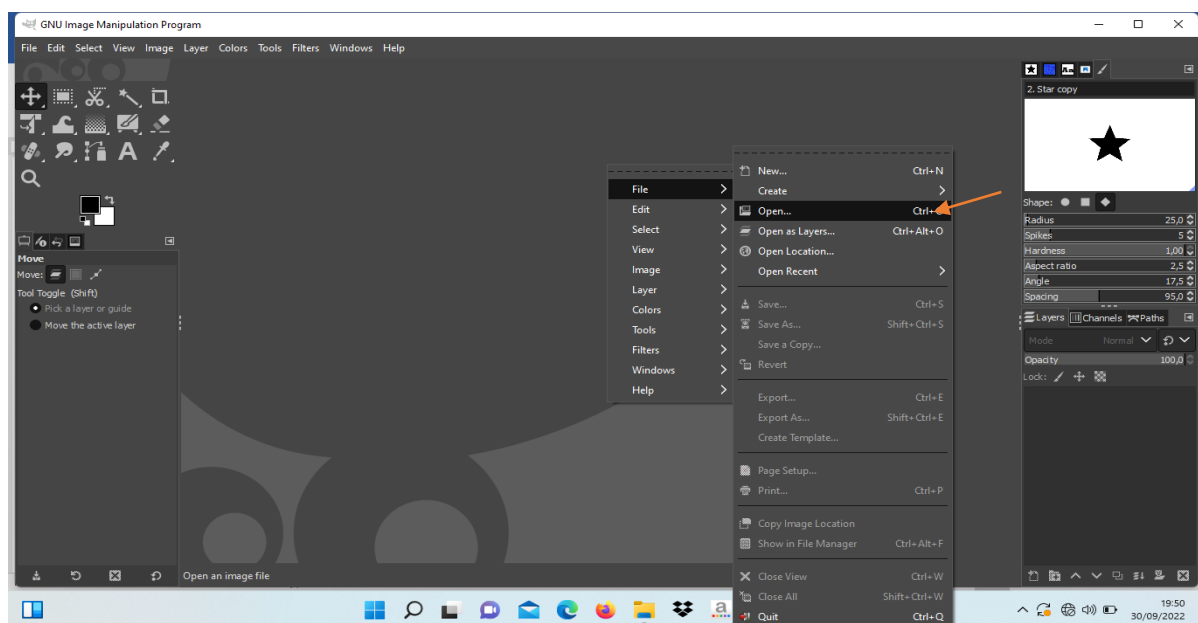 GNU Image Manipulation Program
File Edit Select View Image Layer Colors Tools Filters Windows Help
2. Star copy
Shape:
Radius 25,0
Spikes 5
Hardness 1,00
Aspect ratio 2,5
Angle 17,5
Spacing 95,0
Layers Channels Paths
Mode Normal
Opacity 100,0
Lock:
Move
Move:
Tool Toggle (Shift)
Pick a layer or guide
Move the active layer
File
Edit
Select
View
Image
Layer
Colors
Tools
Filters
Windows
Help
New... Ctrl+N
Create
Open...
Open as Layers... Ctrl+Alt+O
Open Location...
Open Recent
Save... Ctrl+S
Save As... Shift+Ctrl+S
Save a Copy...
Revert
Export... Ctrl+E
Export As... Shift+Ctrl+E
Create Template...
Page Setup...
Print... Ctrl+P
Copy Image Location
Show in File Manager Ctrl+Alt+F
Close View Ctrl+W
Close All Shift+Ctrl+W
Quit Ctrl+Q
Open an image file
19:50
30/09/2022